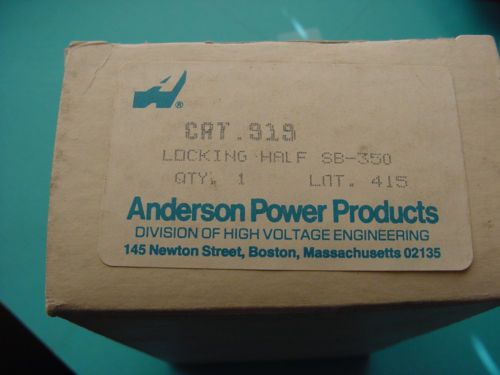 ®
CAT.919
LOCKING HALF SB-350
QTY. 1 LOT. 415
Anderson Power Products
DIVISION OF HIGH VOLTAGE ENGINEERING
145 Newton Street, Boston, Massachusetts 02135